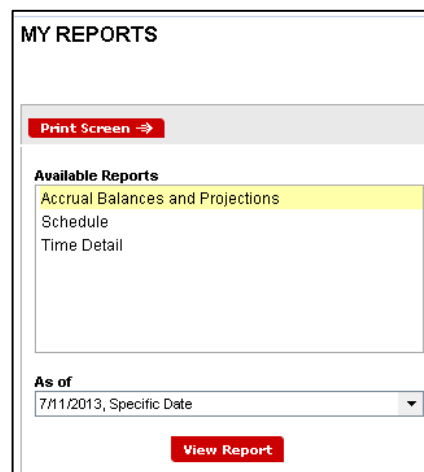 MY REPORTS
Print Screen
Available Reports
Accrual Balances and Projections
Schedule
Time Detail
As of
7/11/2013, Specific Date
View Report